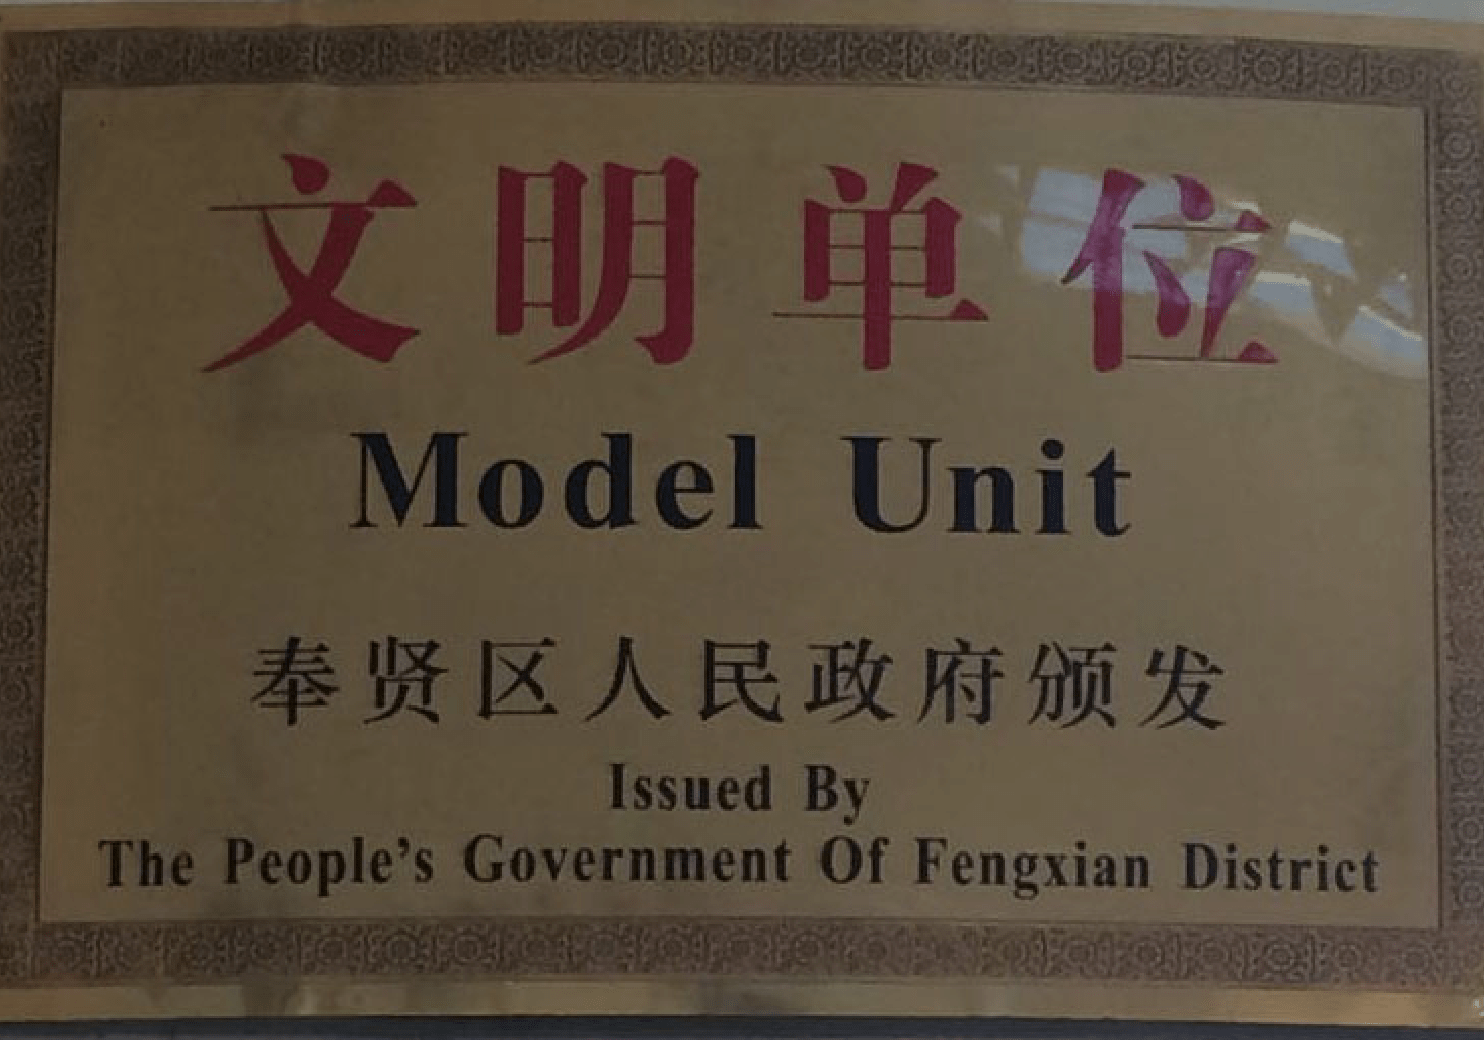 文明单位
Model Unit
奉贤区人民政府颁发
Issued By
The People's Government Of Fengxian District